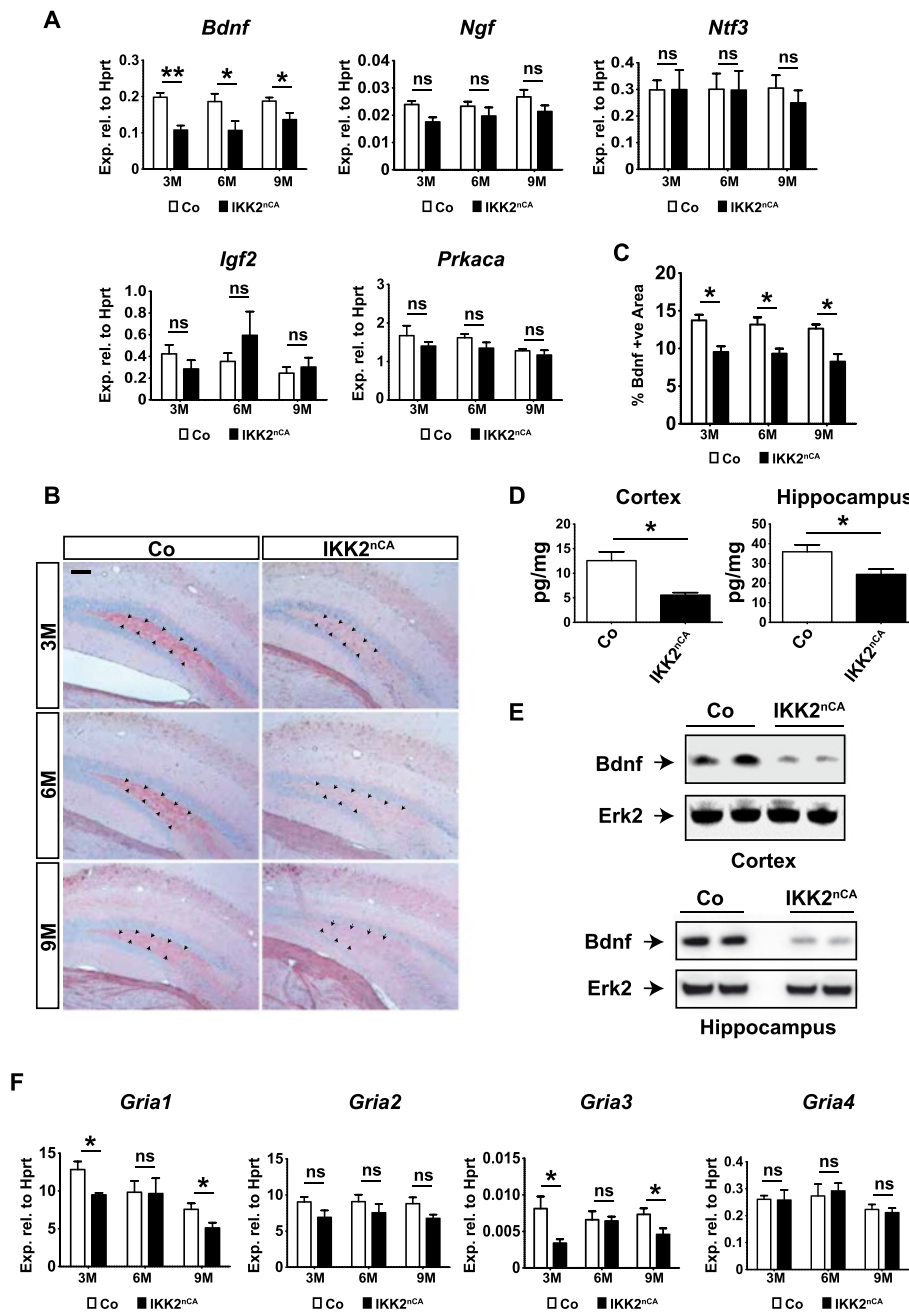 A
Bdnf
Ngf
Ntf3
Exp. rel. to Hprt
0.3
0.2
0.1
0
**
*
*
3M
6M
9M
Co
IKK2nCA
Exp. rel. to Hprt
0.04
0.03
0.02
0.01
0
ns
ns
ns
3M
6M
9M
Co
IKK2nCA
Exp. rel. to Hprt
0.4
0.3
0.2
0.1
0
ns
ns
ns
3M
6M
9M
Co
IKK2nCA
Igf2
Prkaca
Exp. rel. to Hprt
1.0
0.8
0.6
0.4
0.2
0
ns
ns
ns
3M
6M
9M
Co
IKK2nCA
Exp. rel. to Hprt
3
2
1
0
ns
ns
ns
3M
6M
9M
Co
IKK2nCA
C
% Bdnf +ve Area
20
15
10
5
0
*
*
*
3M
6M
9M
Co
IKK2nCA
B
Co
IKK2nCA
3M
6M
9M
D
Cortex
pg/mg
20
15
10
5
0
*
Co
IKK2nCA
Hippocampus
pg/mg
50
40
30
20
10
0
*
Co
IKK2nCA
E
Co
IKK2nCA
Bdnf
Erk2
Cortex
Co
IKK2nCA
Bdnf
Erk2
Hippocampus
F
Gria1
Gria2
Gria3
Gria4
Exp. rel. to Hprt
15
10
5
0
*
ns
*
3M
6M
9M
Co
IKK2nCA
Exp. rel. to Hprt
15
10
5
0
ns
ns
ns
3M
6M
9M
Co
IKK2nCA
Exp. rel. to Hprt
0.015
0.010
0.005
0
*
ns
*
3M
6M
9M
Co
IKK2nCA
Exp. rel. to Hprt
0.4
0.3
0.2
0.1
0
ns
ns
ns
3M
6M
9M
Co
IKK2nCA